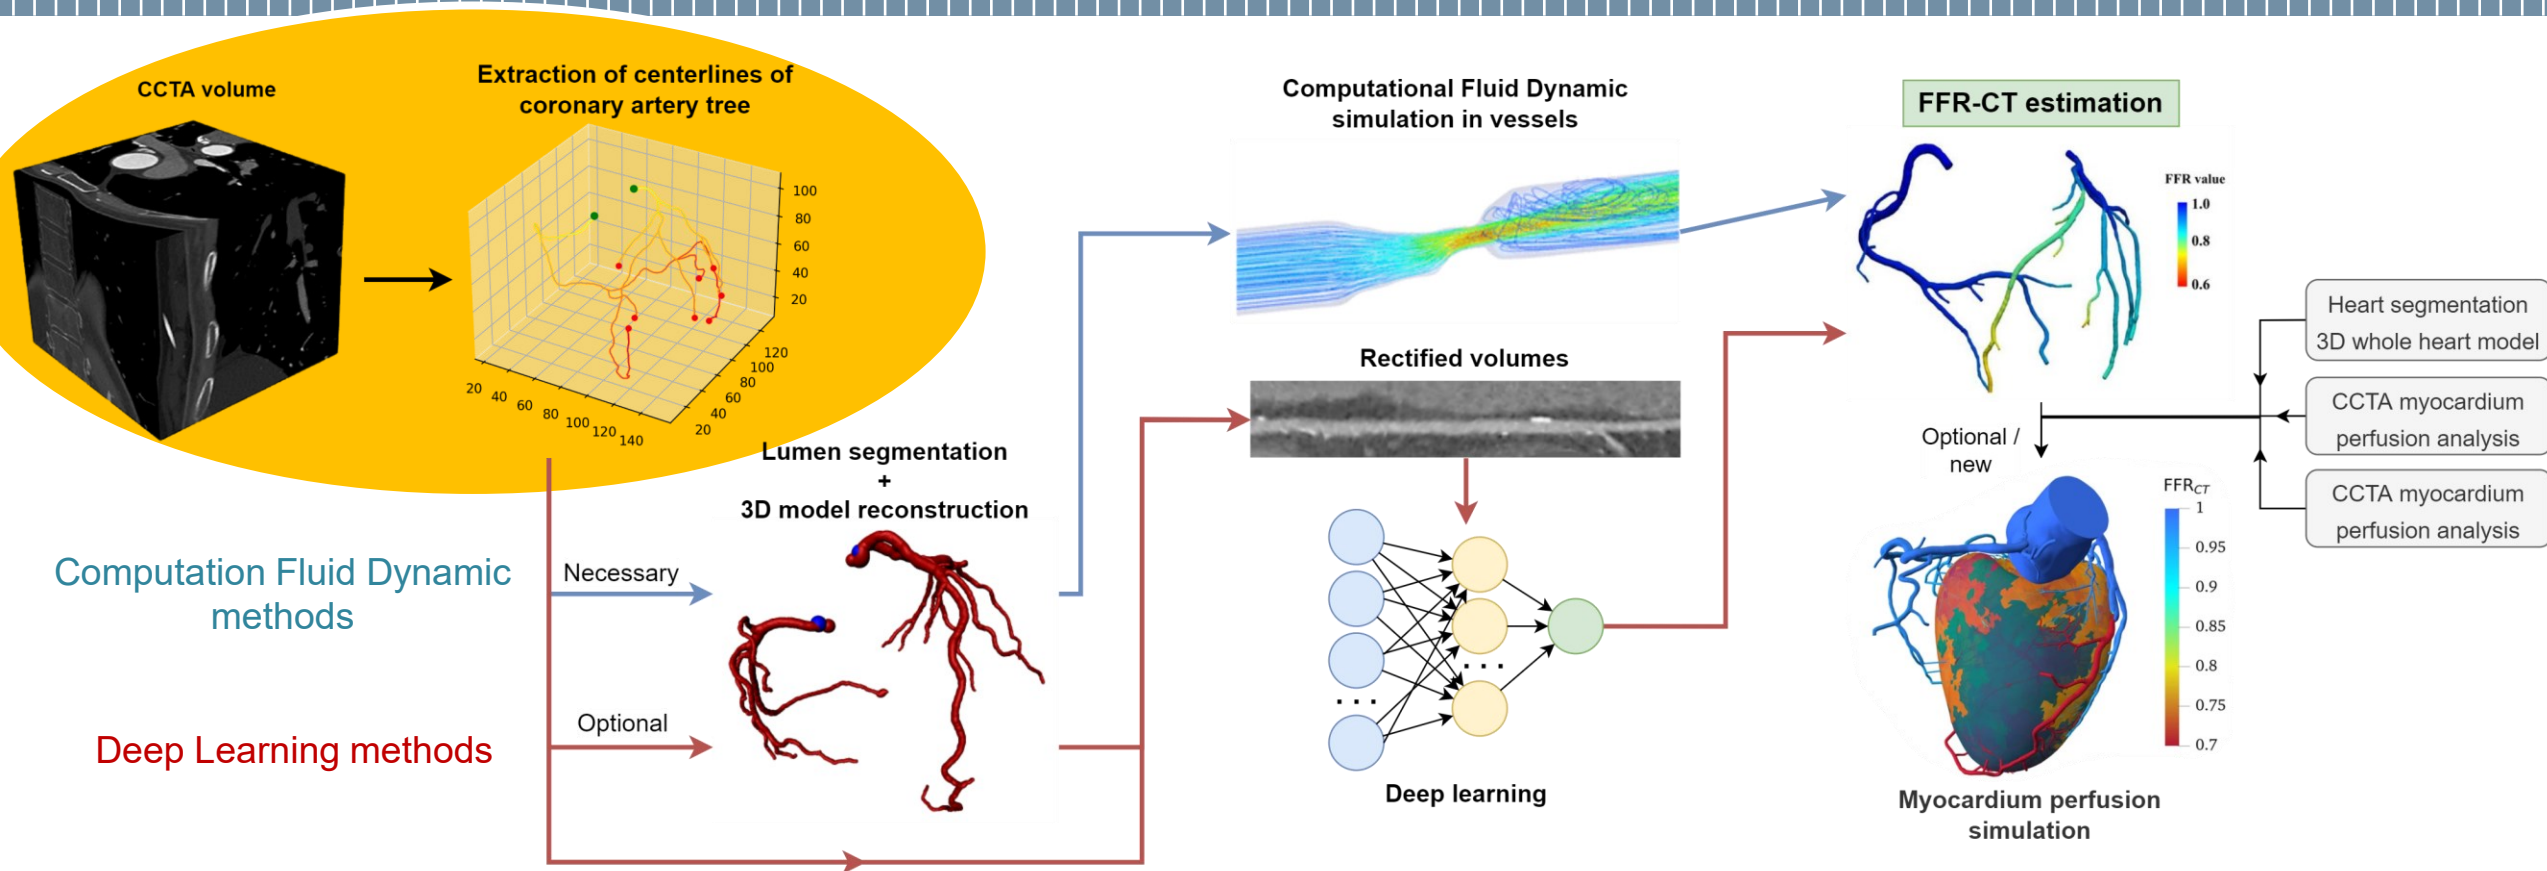 CCTA volume
Extraction of centerlines of
coronary artery tree
100
80
60
40
20
120
100
80
60
40
20
20
40
60
80
100
120
140
Lumen segmentation
+
3D model reconstruction
Computation Fluid Dynamic
methods
Necessary
Deep Learning methods
Optional
Computational Fluid Dynamic
simulation in vessels
Rectified volumes
. . .
. . .
Deep learning
FFR-CT estimation
FFR value
1.0
0.8
0.6
Heart segmentation
3D whole heart model
CCTA myocardium
perfusion analysis
CCTA myocardium
perfusion analysis
Optional /
new
FFRCT
1
0.95
0.9
0.85
0.8
0.75
0.7
Myocardium perfusion
simulation